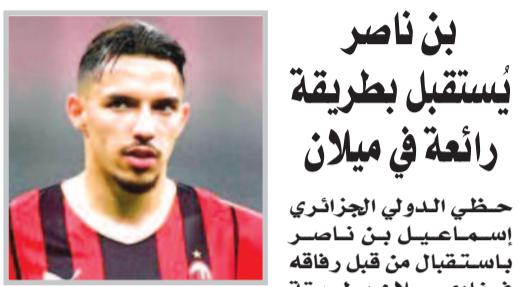 بن ناصر
يُستقبل بطريقة
رائعة في ميلان
حظي الدولي الجزائري
إسماعيل بن ناصر
باستقبال من قبل رفاقه